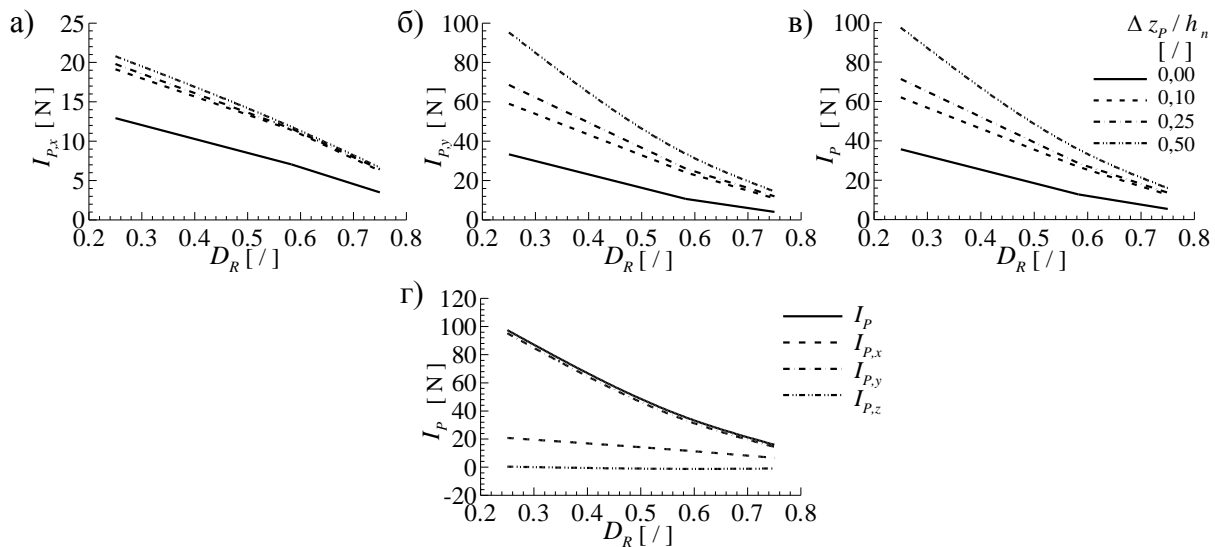 а)
25
20
15
10
5
0
0.2 0.3 0.4 0.5 0.6 0.7 0.8
I_{P,x} [ N ]
D_R [ / ]
б)
100
80
60
40
20
0
0.2 0.3 0.4 0.5 0.6 0.7 0.8
I_{P,y} [ N ]
D_R [ / ]
в)
100
80
60
40
20
0
0.2 0.3 0.4 0.5 0.6 0.7 0.8
I_P [ N ]
D_R [ / ]
Δ z_P / h_n
[ / ]
0,00
0,10
0,25
0,50
г)
120
100
80
60
40
20
0
-20
0.2 0.3 0.4 0.5 0.6 0.7 0.8
I_P [ N ]
D_R [ / ]
I_P
I_{P,x}
I_{P,y}
I_{P,z}